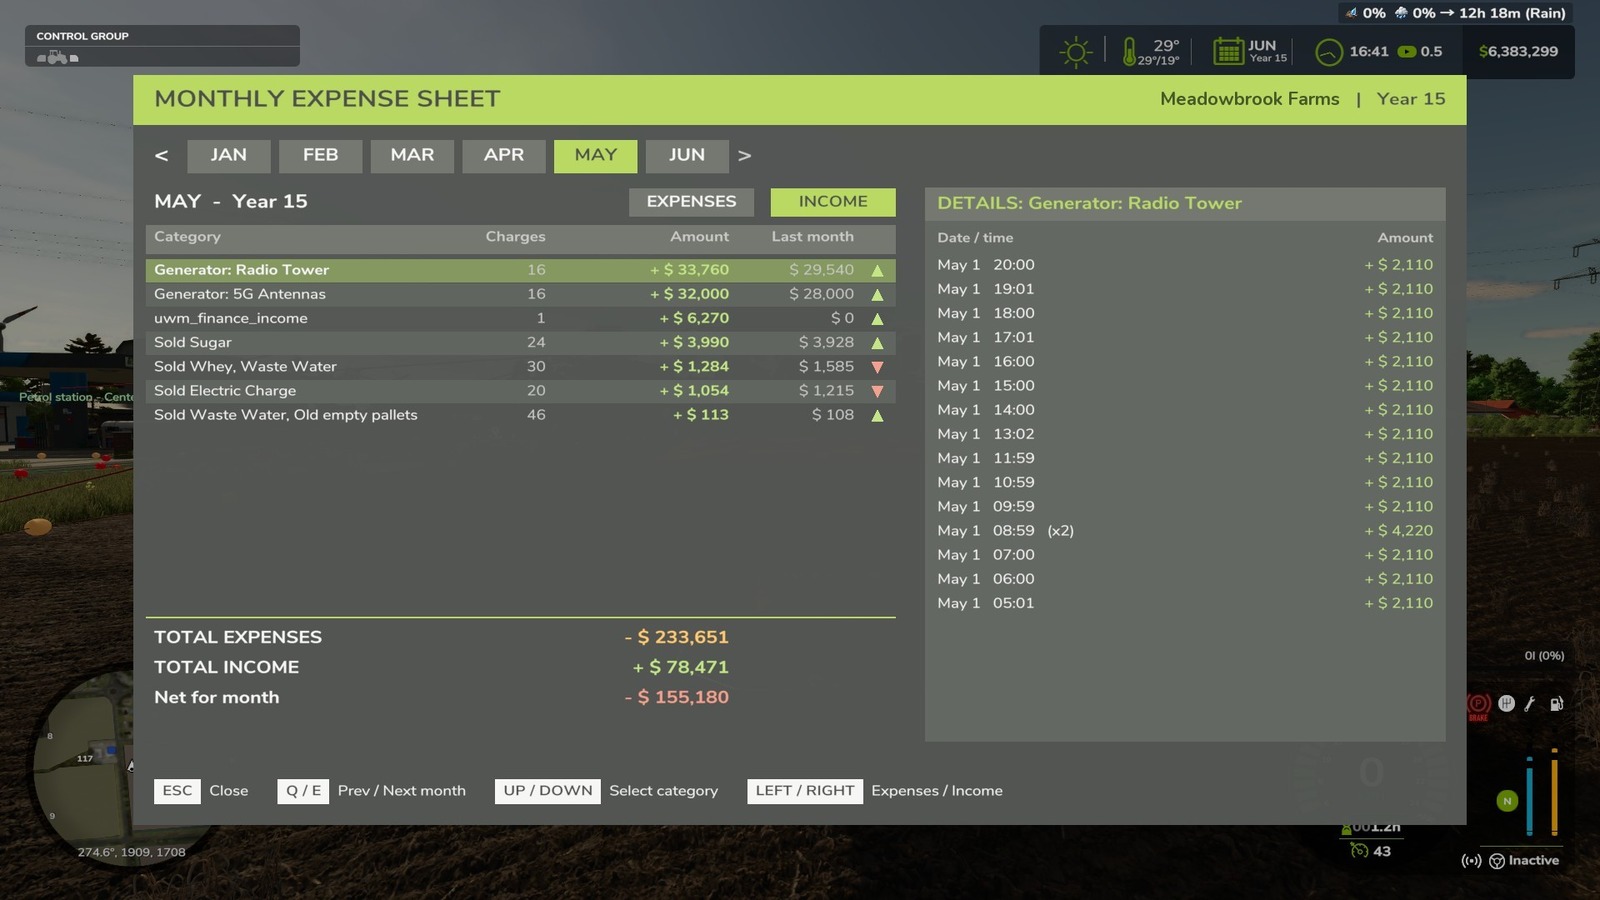 0% 0% → 12h 18m (Rain)
CONTROL GROUP
29°
29°/19°
JUN
Year 15
16:41
0.5
$6,383,299
MONTHLY EXPENSE SHEET
Meadowbrook Farms | Year 15
< JAN FEB MAR APR MAY JUN >
MAY - Year 15
EXPENSES INCOME
Category Charges Amount Last month
Generator: Radio Tower 16 + $ 33,760 $ 29,540 ▲
Generator: 5G Antennas 16 + $ 32,000 $ 28,000 ▲
uwm_finance_income 1 + $ 6,270 $ 0 ▲
Sold Sugar 24 + $ 3,990 $ 3,928 ▲
Sold Whey, Waste Water 30 + $ 1,284 $ 1,585 ▼
Sold Electric Charge 20 + $ 1,054 $ 1,215 ▼
Sold Waste Water, Old empty pallets 46 + $ 113 $ 108 ▲
TOTAL EXPENSES - $ 233,651
TOTAL INCOME + $ 78,471
Net for month - $ 155,180
DETAILS: Generator: Radio Tower
Date / time Amount
May 1 20:00 + $ 2,110
May 1 19:01 + $ 2,110
May 1 18:00 + $ 2,110
May 1 17:01 + $ 2,110
May 1 16:00 + $ 2,110
May 1 15:00 + $ 2,110
May 1 14:00 + $ 2,110
May 1 13:02 + $ 2,110
May 1 11:59 + $ 2,110
May 1 10:59 + $ 2,110
May 1 09:59 + $ 2,110
May 1 08:59 (x2) + $ 4,220
May 1 07:00 + $ 2,110
May 1 06:00 + $ 2,110
May 1 05:01 + $ 2,110
ESC Close Q / E Prev / Next month UP / DOWN Select category LEFT / RIGHT Expenses / Income
Petrol station - Cente
8
117
9
274.6°, 1909, 1708
0l (0%)
BRAKE
0
N
001.2h
43
Inactive